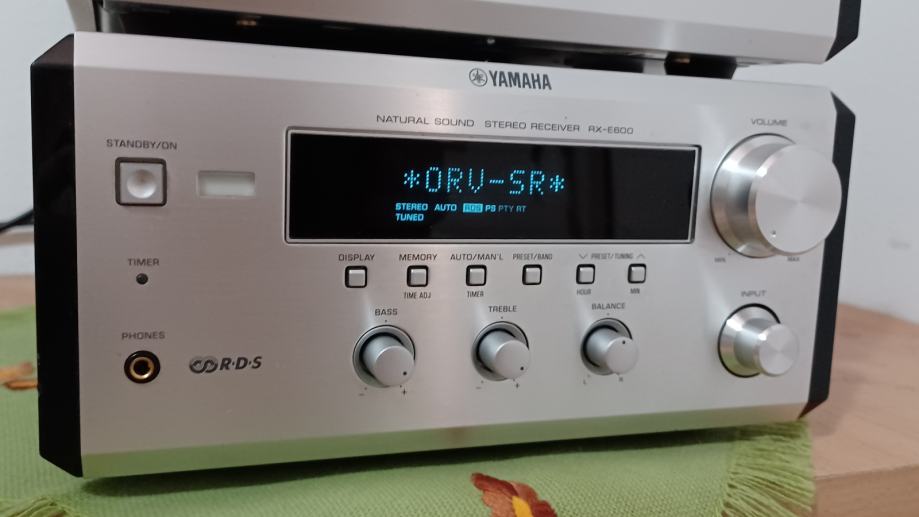 YAMAHA
NATURAL SOUND STEREO RECEIVER RX-E600
VOLUME
STANDBY/ON
*ORV-SR*
STEREO AUTO RDS PS PTY RT
TUNED
MIN MAX
TIMER
DISPLAY MEMORY AUTO/MAN'L PRESET/BAND PRESET/TUNING
TIME ADJ TIMER HOUR MIN
INPUT
PHONES
BASS TREBLE BALANCE
R·D·S
- + - + L R